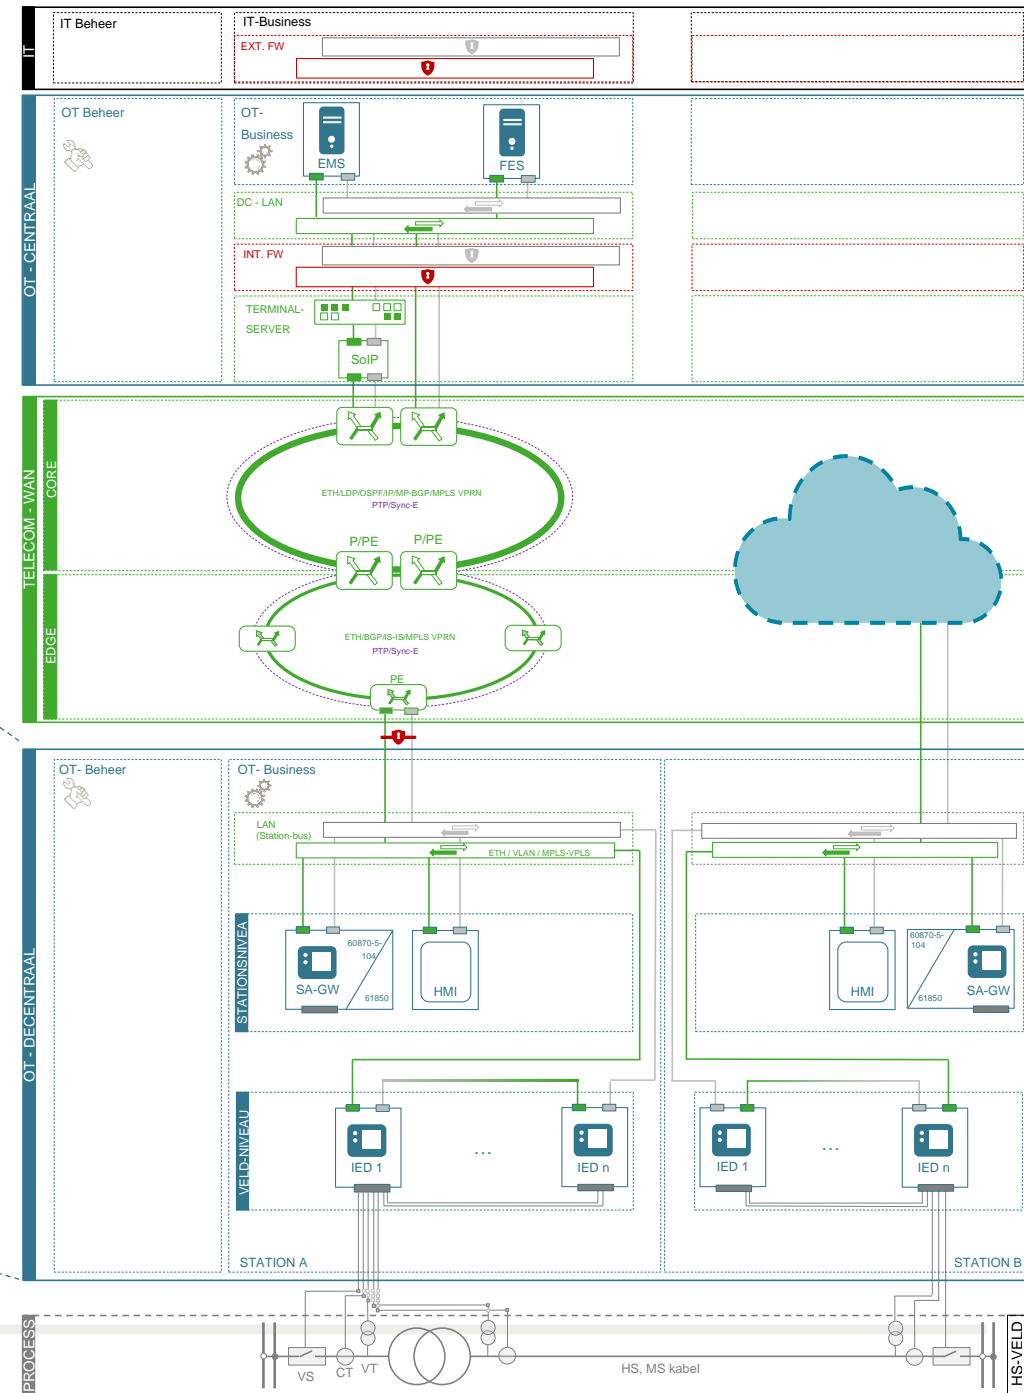 IT
IT Beheer
IT-Business
EXT. FW
OT - CENTRAAL
OT Beheer
OT-
Business
EMS
FES
DC - LAN
INT. FW
TERMINAL-
SERVER
SoIP
TELECOM - WAN
CORE
ETH/LDP/OSPF/IP/MP-BGP/MPLS VPRN
PTP/Sync-E
P/PE
P/PE
EDGE
ETH/BGP/IS-IS/MPLS VPRN
PTP/Sync-E
PE
OT - DECENTRAAL
OT- Beheer
OT- Business
LAN
(Station-bus)
ETH / VLAN / MPLS-VPLS
STATIONSNIVEA
60870-5-
104
61850
SA-GW
HMI
HMI
60870-5-
104
61850
SA-GW
VELD-NIVEAU
IED 1
...
IED n
IED 1
...
IED n
STATION A
STATION B
PROCESS
VS
CT
VT
HS, MS kabel
HS-VELD